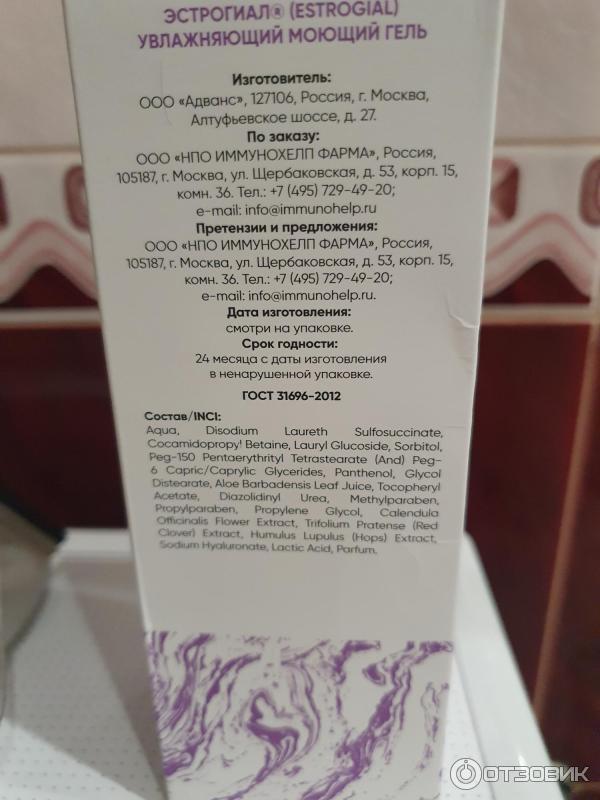 ЭСТРОГИАЛ® (ESTROGIAL)
УВЛАЖНЯЮЩИЙ МОЮЩИЙ ГЕЛЬ
Изготовитель:
ООО «Адванс», 127106, Россия, г. Москва,
Алтуфьевское шоссе, д. 27.
По заказу:
ООО «НПО ИММУНОХЕЛП ФАРМА», Россия,
105187, г. Москва, ул. Щербаковская, д. 53, корп. 15,
комн. 36. Тел.: +7 (495) 729-49-20;
e-mail: info@immunohelp.ru
Претензии и предложения:
ООО «НПО ИММУНОХЕЛП ФАРМА», Россия,
105187, г. Москва, ул. Щербаковская, д. 53, корп. 15,
комн. 36. Тел.: +7 (495) 729-49-20;
e-mail: info@immunohelp.ru.
Дата изготовления:
смотри на упаковке.
Срок годности:
24 месяца с даты изготовления
в ненарушенной упаковке.
ГОСТ 31696-2012
Состав/INCI:
Aqua, Disodium Laureth Sulfosuccinate,
Cocamidopropy! Betaine, Lauryl Glucoside, Sorbitol,
Peg-150 Pentaerythrityl Tetrastearate (And) Peg-
6 Capric/Caprylic Glycerides, Panthenol, Glycol
Distearate, Aloe Barbadensis Leaf Juice, Tocopheryl
Acetate, Diazolidinyl Urea, Methylparaben,
Propylparaben, Propylene Glycol, Calendula
Officinalis Flower Extract, Trifolium Pratense (Red
Clover) Extract, Humulus Lupulus (Hops) Extract,
Sodium Hyaluronate, Lactic Acid, Parfum.
ОТЗОВИК